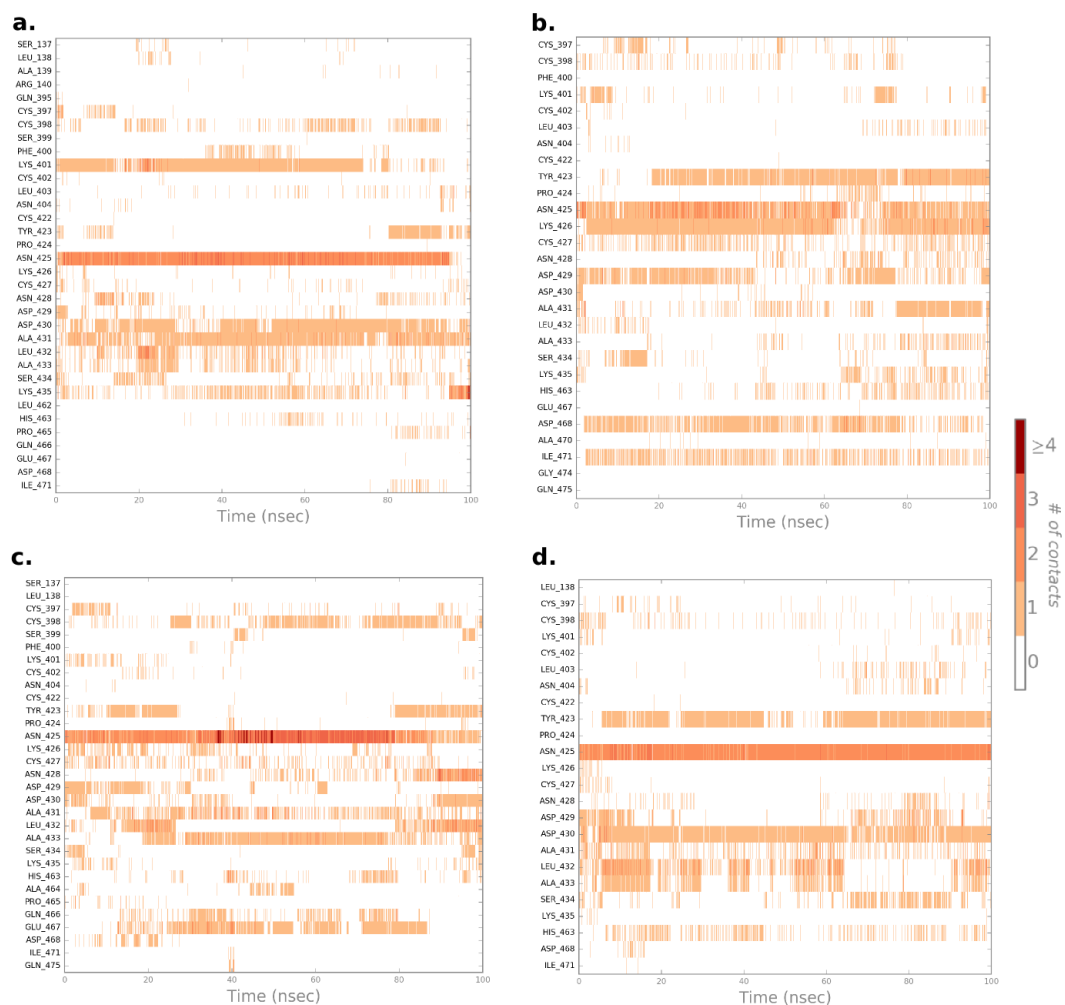 a.
SER_137
LEU_138
ALA_139
ARG_140
GLN_395
CYS_397
CYS_398
SER_399
PHE_400
LYS_401
CYS_402
LEU_403
ASN_404
CYS_422
TYR_423
PRO_424
ASN_425
LYS_426
CYS_427
ASN_428
ASP_429
ASP_430
ALA_431
LEU_432
ALA_433
SER_434
LYS_435
LEU_462
HIS_463
PRO_465
GLN_466
GLU_467
ASP_468
ILE_471
0 20 40 60 80 100
Time (nsec)
b.
CYS_397
CYS_398
PHE_400
LYS_401
CYS_402
LEU_403
ASN_404
CYS_422
TYR_423
PRO_424
ASN_425
LYS_426
CYS_427
ASN_428
ASP_429
ASP_430
ALA_431
LEU_432
ALA_433
SER_434
LYS_435
HIS_463
GLU_467
ASP_468
ALA_470
ILE_471
GLY_474
GLN_475
0 20 40 60 80 100
Time (nsec)
c.
SER_137
LEU_138
CYS_397
CYS_398
SER_399
PHE_400
LYS_401
CYS_402
ASN_404
CYS_422
TYR_423
PRO_424
ASN_425
LYS_426
CYS_427
ASN_428
ASP_429
ASP_430
ALA_431
LEU_432
ALA_433
SER_434
LYS_435
HIS_463
ALA_464
PRO_465
GLN_466
GLU_467
ASP_468
ILE_471
GLN_475
0 20 40 60 80 100
Time (nsec)
d.
LEU_138
CYS_397
CYS_398
LYS_401
CYS_402
LEU_403
ASN_404
CYS_422
TYR_423
PRO_424
ASN_425
LYS_426
CYS_427
ASN_428
ASP_429
ASP_430
ALA_431
LEU_432
ALA_433
SER_434
LYS_435
HIS_463
ASP_468
ILE_471
0 20 40 60 80 100
Time (nsec)
≥4
3
2
1
0
# of contacts